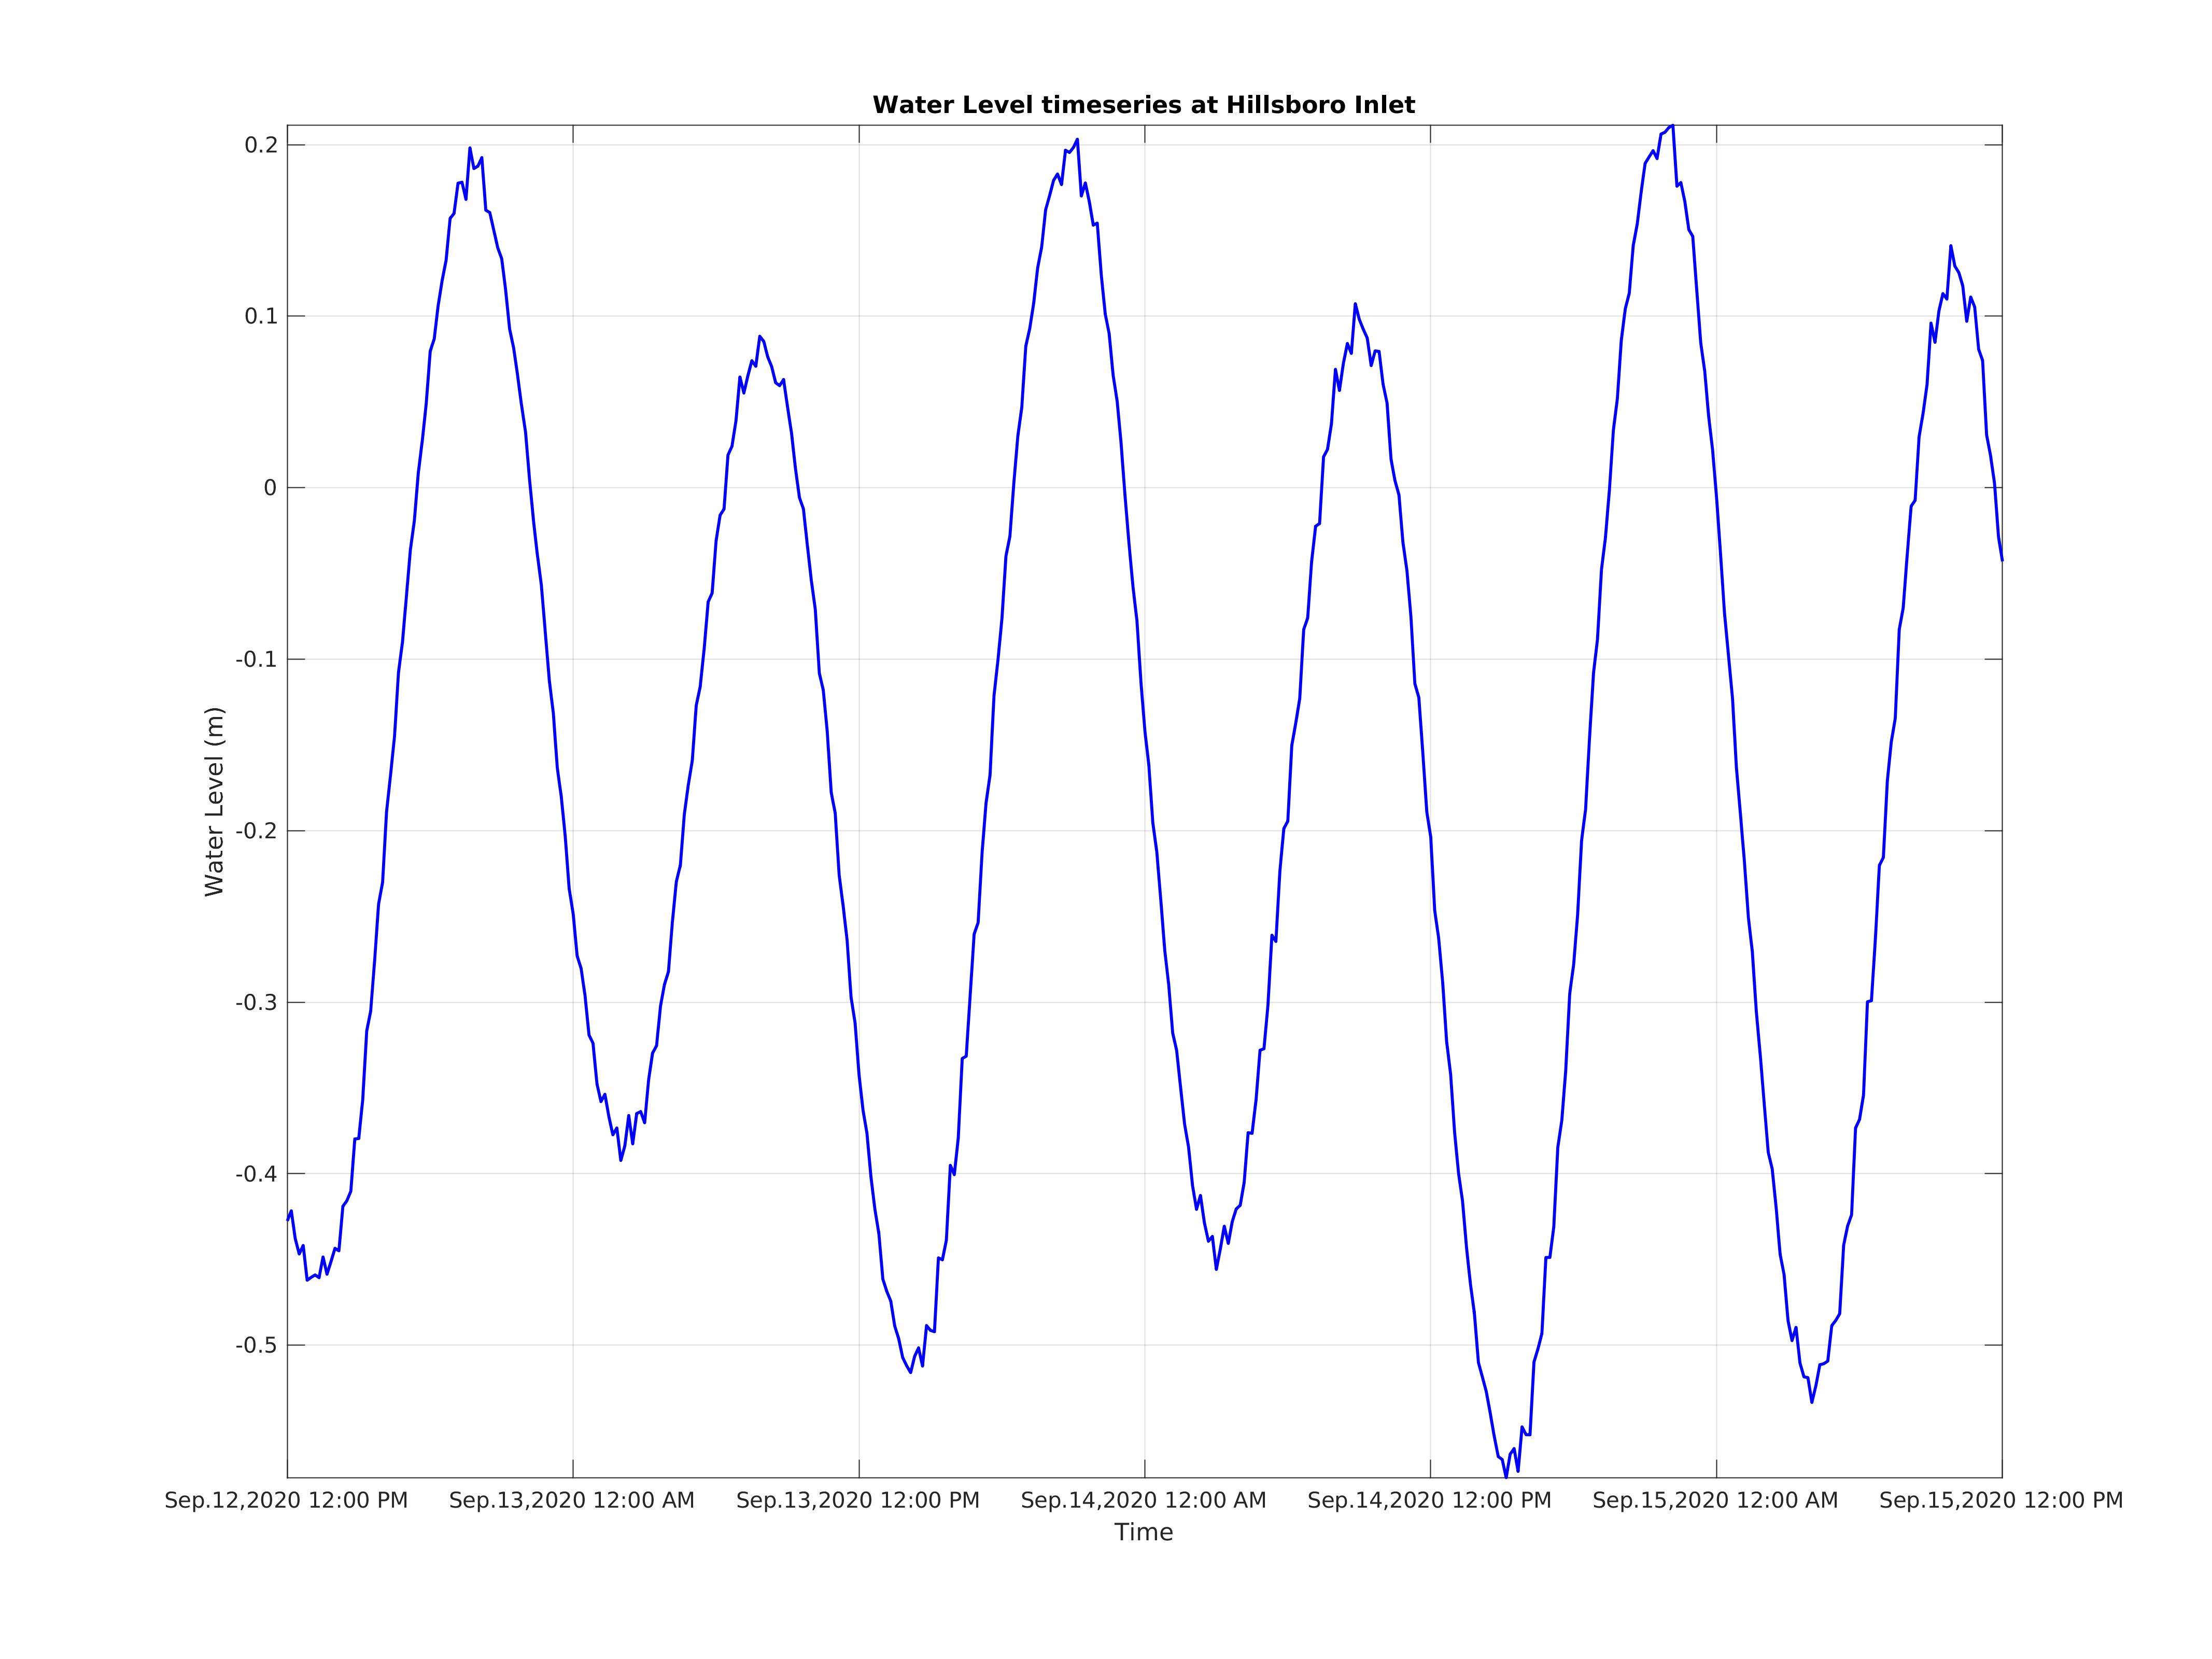 Water Level timeseries at Hillsboro Inlet
0.2
0.1
0
-0.1
-0.2
-0.3
-0.4
-0.5
Water Level (m)
Sep.12,2020 12:00 PM
Sep.13,2020 12:00 AM
Sep.13,2020 12:00 PM
Sep.14,2020 12:00 AM
Sep.14,2020 12:00 PM
Sep.15,2020 12:00 AM
Sep.15,2020 12:00 PM
Time